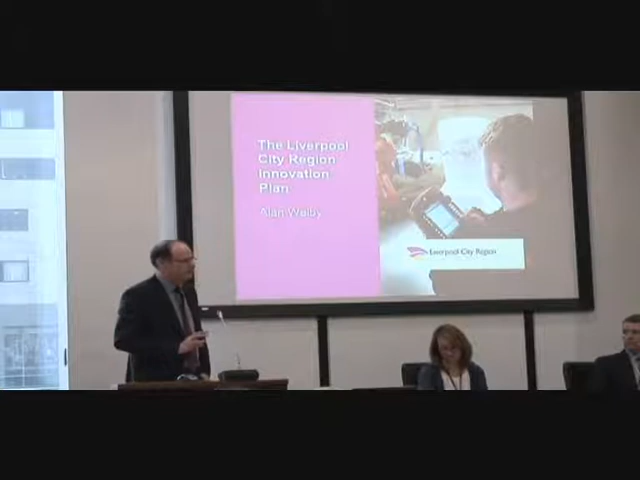 The Liverpool
City Region
Innovation
Plan
Alan Welby
Liverpool City Region